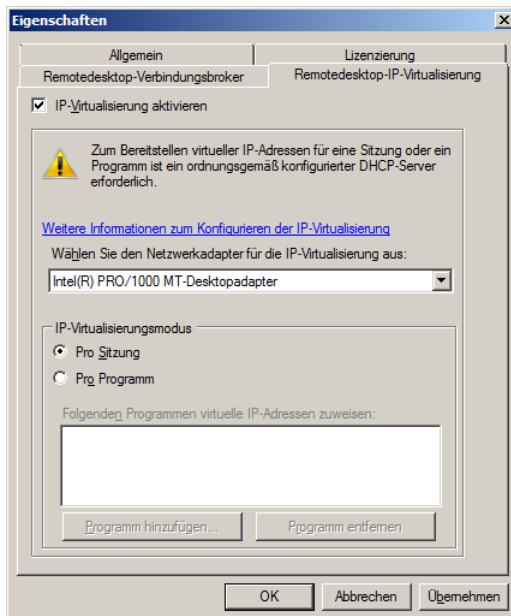 Eigenschaften
Allgemein
Lizenzierung
Remotedesktop-Verbindungsbroker
Remotedesktop-IP-Virtualisierung
IP-Virtualisierung aktivieren
Zum Bereitstellen virtueller IP-Adressen für eine Sitzung oder ein
Programm ist ein ordnungsgemäß konfigurierter DHCP-Server
erforderlich.
Weitere Informationen zum Konfigurieren der IP-Virtualisierung
Wählen Sie den Netzwerkadapter für die IP-Virtualisierung aus:
Intel(R) PRO/1000 MT-Desktopadapter
IP-Virtualisierungsmodus
Pro Sitzung
Pro Programm
Folgenden Programmen virtuelle IP-Adressen zuweisen:
Programm hinzufügen...
Programm entfernen
OK
Abbrechen
Übernehmen